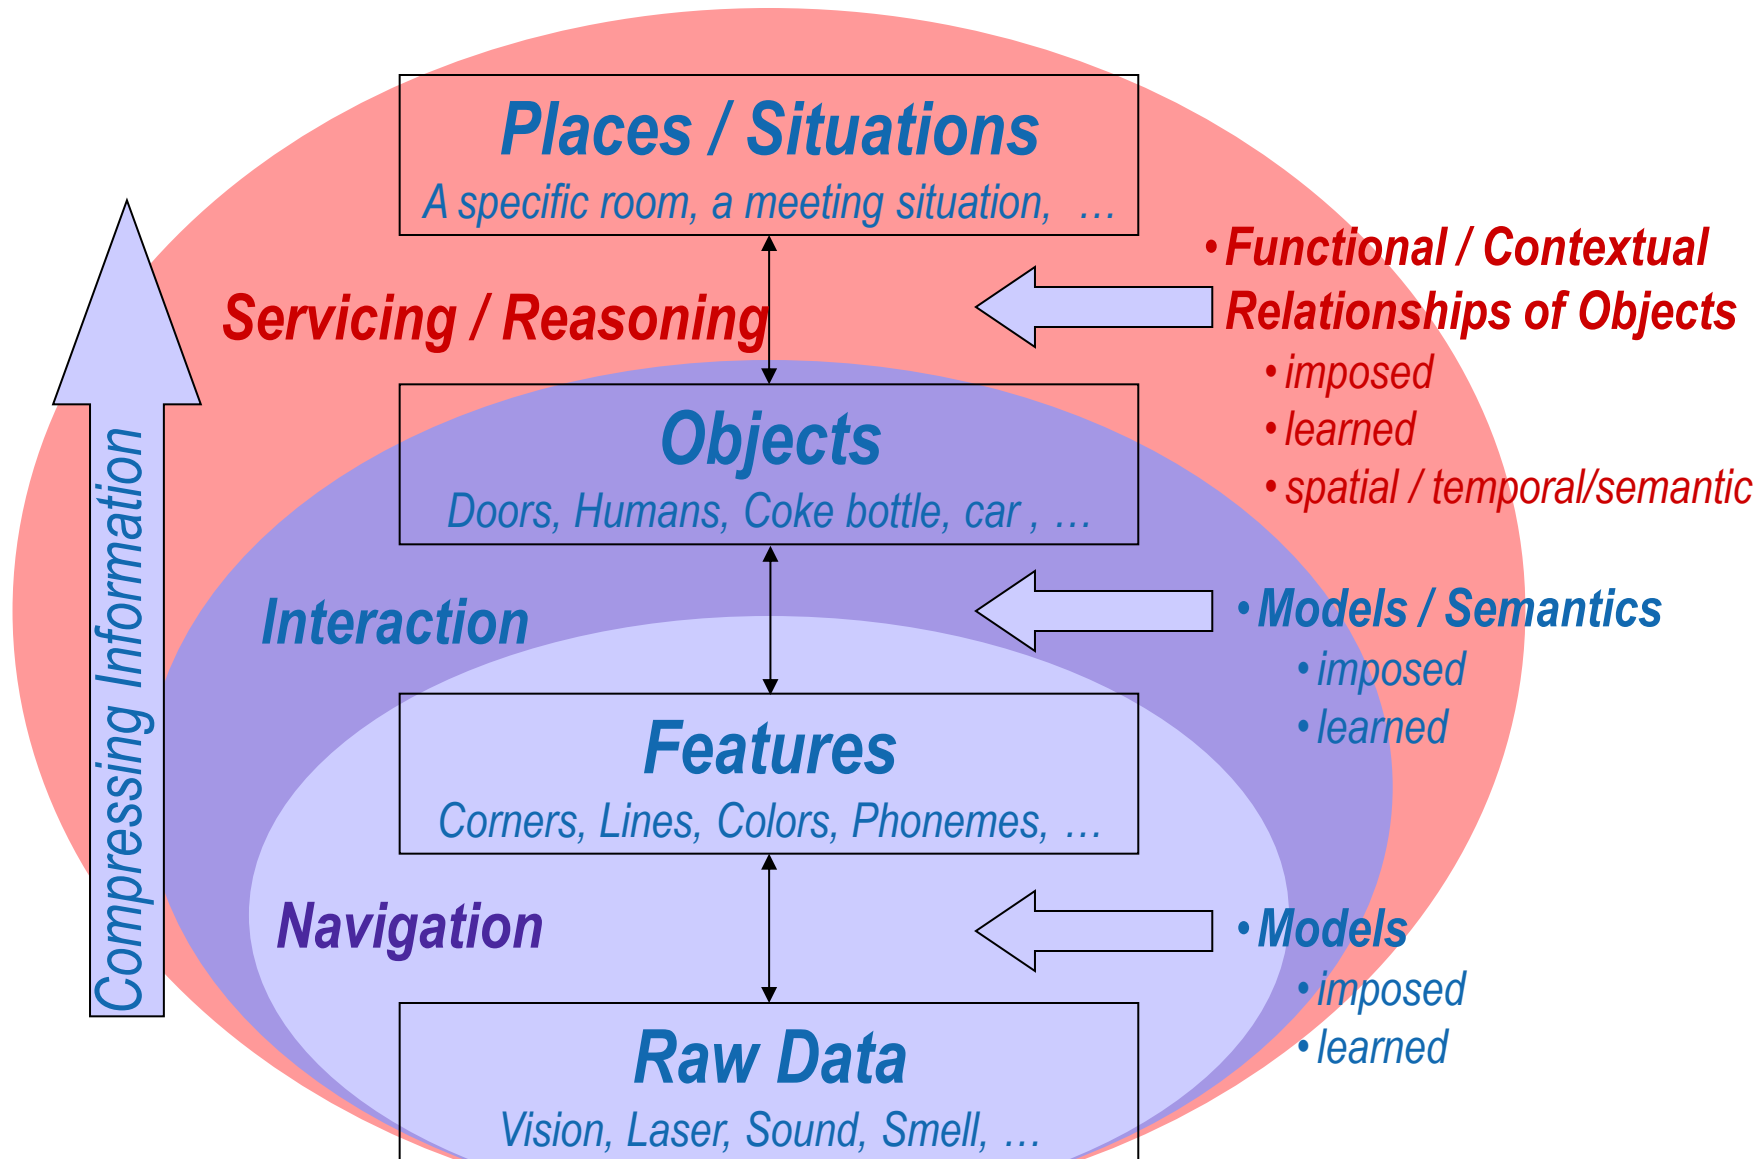 Places / Situations
A specific room, a meeting situation, …
Servicing / Reasoning
• Functional / Contextual
Relationships of Objects
• imposed
• learned
• spatial / temporal/semantic
Objects
Doors, Humans, Coke bottle, car , …
Interaction
• Models / Semantics
• imposed
• learned
Features
Corners, Lines, Colors, Phonemes, …
Navigation
• Models
• imposed
• learned
Raw Data
Vision, Laser, Sound, Smell, …
Compressing Information